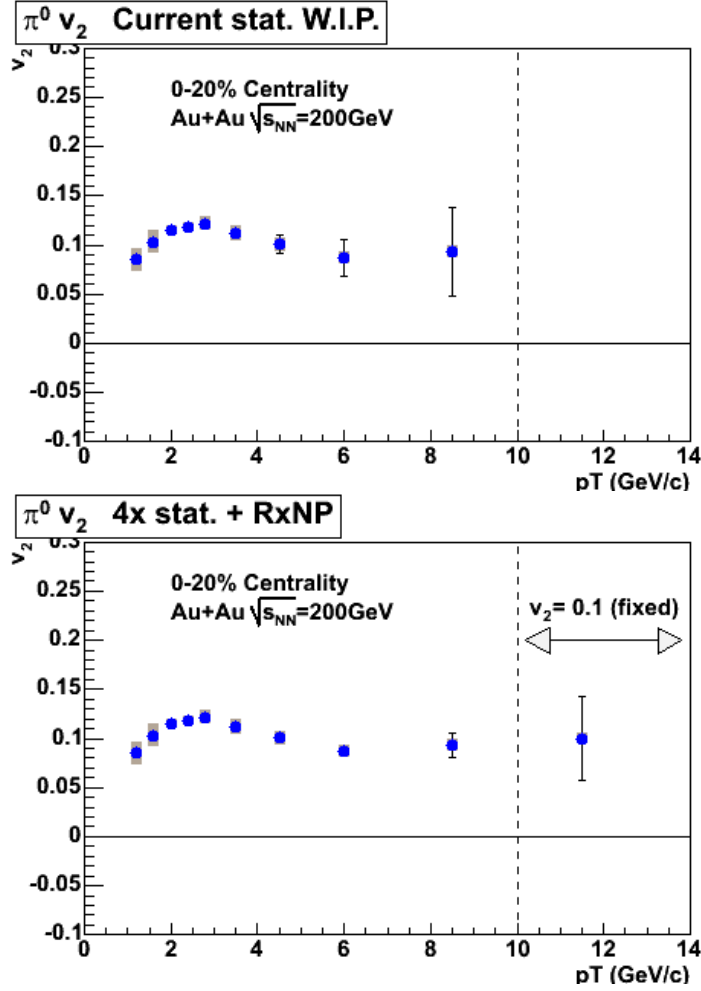 π⁰ v₂ Current stat. W.I.P.
v₂
0.3
0-20% Centrality
Au+Au √sNN=200GeV
0.25
0.2
0.15
0.1
0.05
0
-0.05
-0.1
0 2 4 6 8 10 12 14
pT (GeV/c)
π⁰ v₂ 4x stat. + RxNP
v₂
0.3
0-20% Centrality
Au+Au √sNN=200GeV
v₂= 0.1 (fixed)
0.25
0.2
0.15
0.1
0.05
0
-0.05
-0.1
0 2 4 6 8 10 12 14
pT (GeV/c)